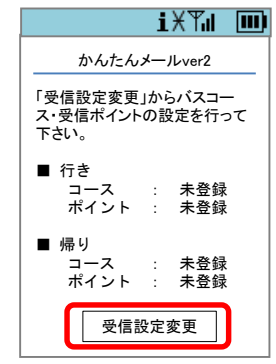 かんたんメールver2
「受信設定変更」からバスコー
ス・受信ポイントの設定を行って
下さい。
■ 行き
コース : 未登録
ポイント : 未登録
■ 帰り
コース : 未登録
ポイント : 未登録
受信設定変更